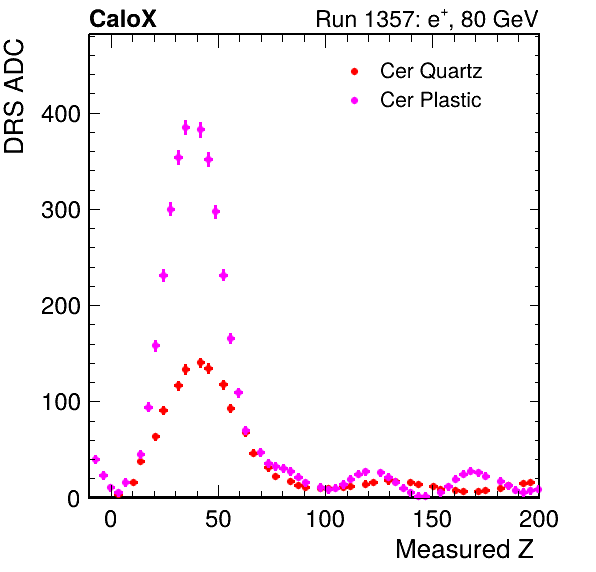 CaloX Run 1357: e⁺, 80 GeV
DRS ADC
Cer Quartz
Cer Plastic
400
300
200
100
0
0 50 100 150 200
Measured Z